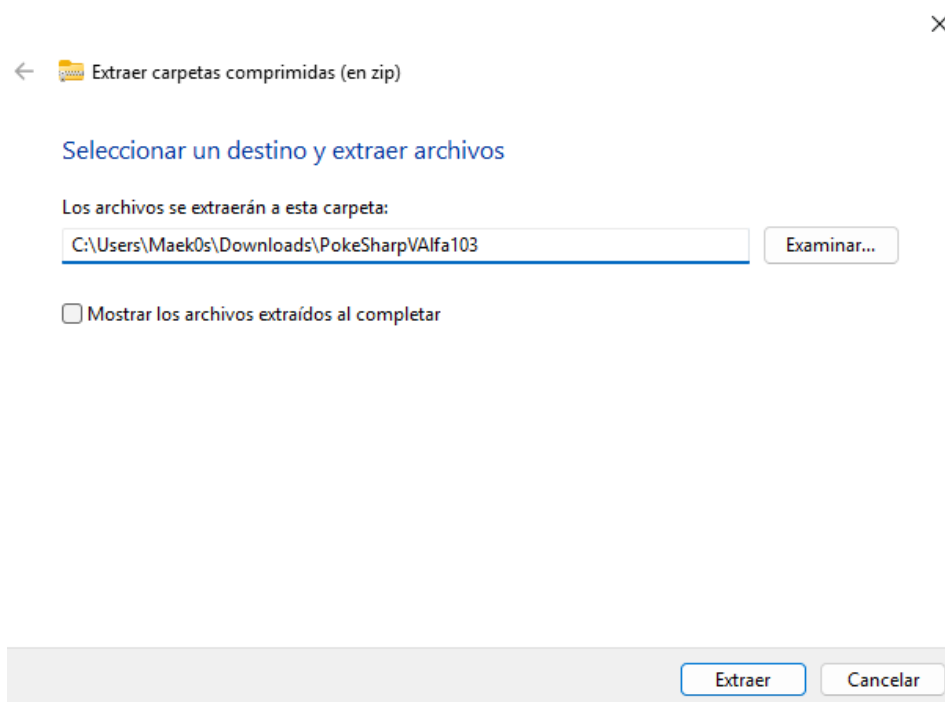 Extraer carpetas comprimidas (en zip)
Seleccionar un destino y extraer archivos
Los archivos se extraerán a esta carpeta:
C:\Users\Maek0s\Downloads\PokeSharpVAlfa103
Examinar...
Mostrar los archivos extraídos al completar
Extraer
Cancelar